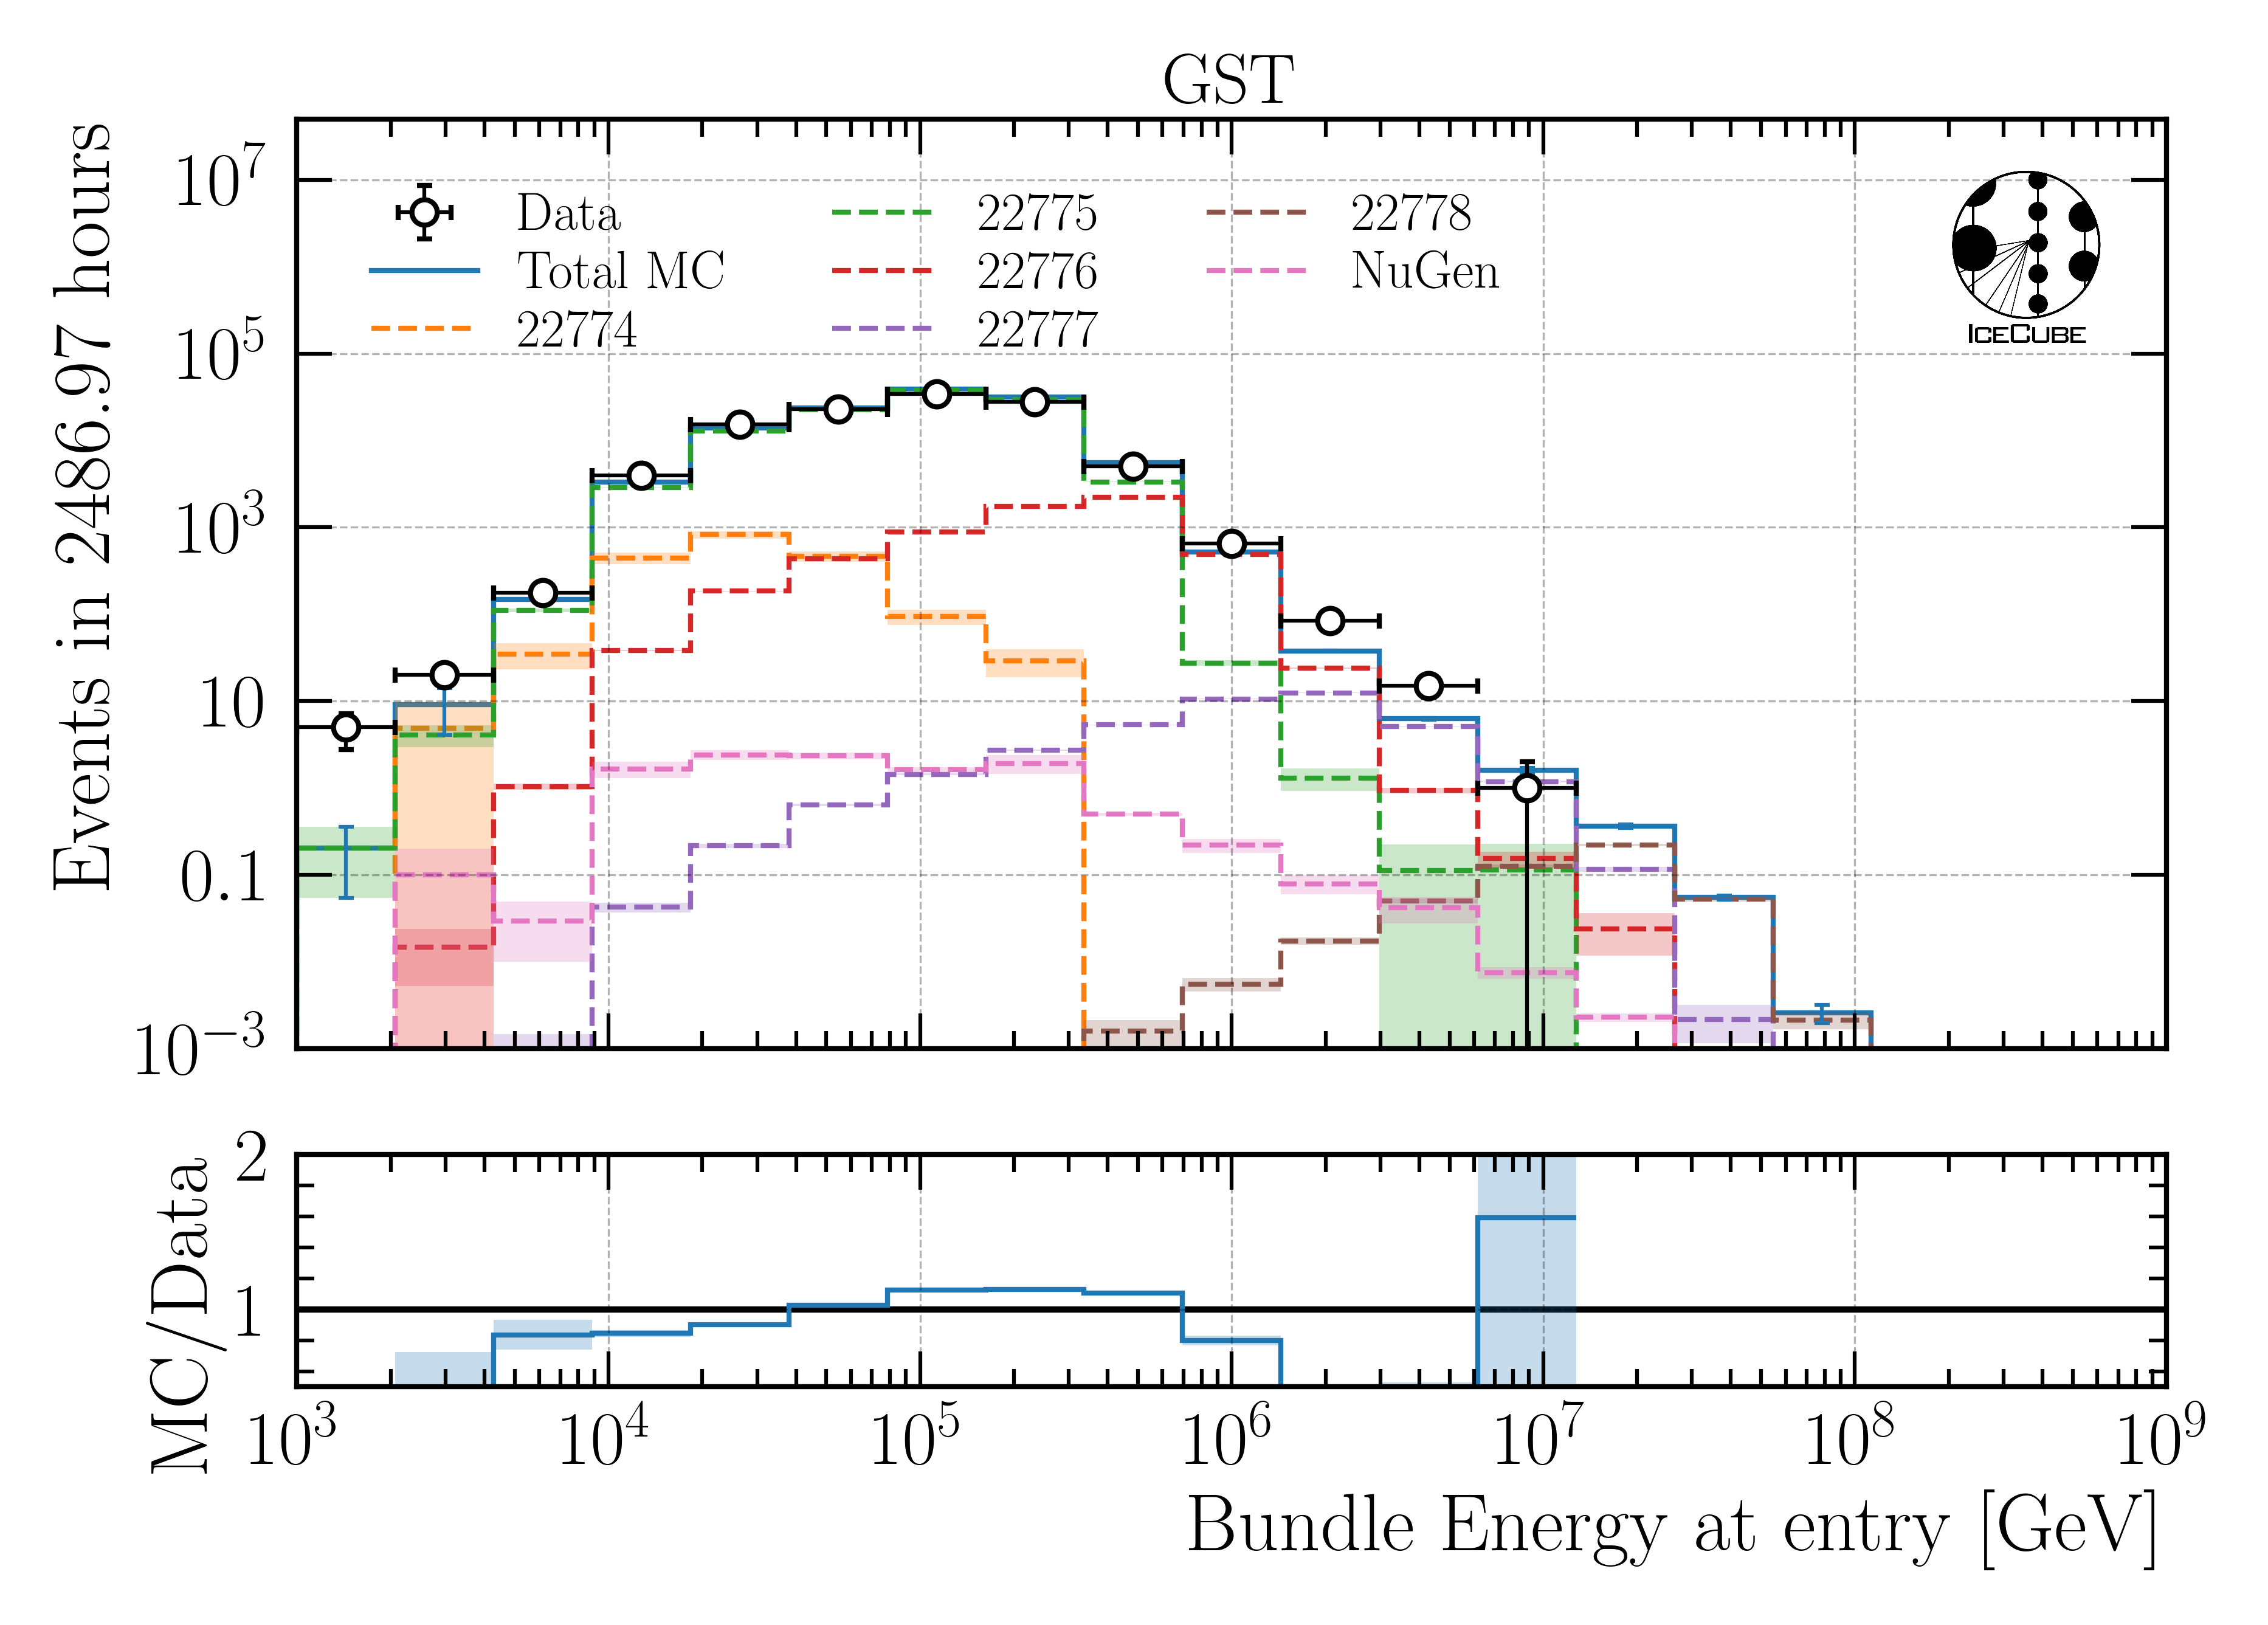 GST
Events in 2486.97 hours
10^7
10^5
10^3
10
0.1
10^−3
Data
Total MC
22774
22775
22776
22777
22778
NuGen
ICECUBE
MC/Data
2
1
10^3 10^4 10^5 10^6 10^7 10^8 10^9
Bundle Energy at entry [GeV]